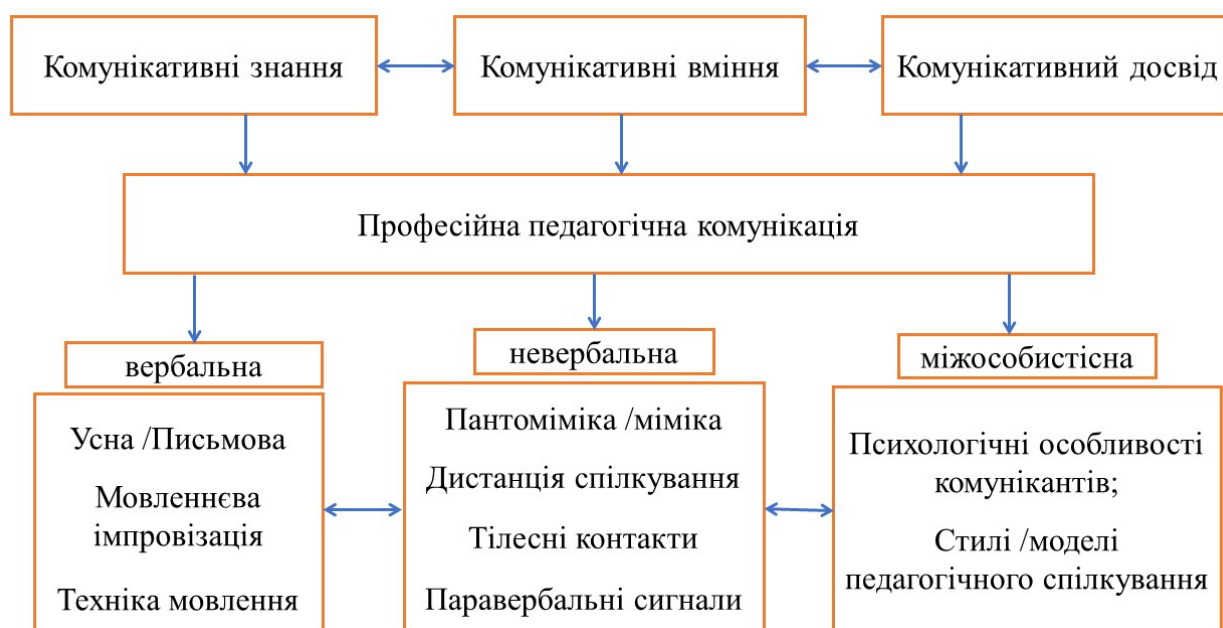 Комунікативні знання
Комунікативні вміння
Комунікативний досвід
Професійна педагогічна комунікація
вербальна
невербальна
міжособистісна
Усна /Письмова
Мовленнєва
імпровізація
Техніка мовлення
Пантоміміка /міміка
Дистанція спілкування
Тілесні контакти
Паравербальні сигнали
Психологічні особливості
комунікантів;
Стилі /моделі
педагогічного спілкування